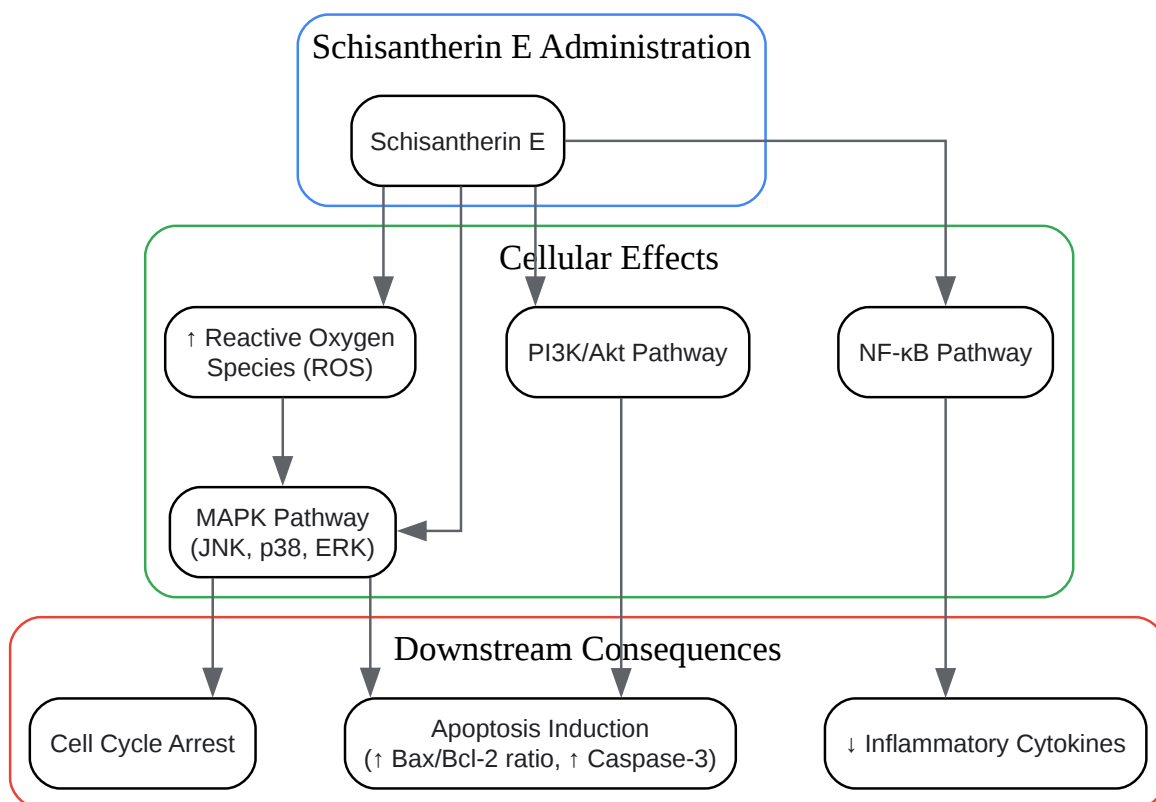 Schisantherin E Administration
Schisantherin E
Cellular Effects
↑ Reactive Oxygen
Species (ROS)
PI3K/Akt Pathway
NF-κB Pathway
MAPK Pathway
(JNK, p38, ERK)
Downstream Consequences
Cell Cycle Arrest
Apoptosis Induction
(↑ Bax/Bcl-2 ratio, ↑ Caspase-3)
↓ Inflammatory Cytokines